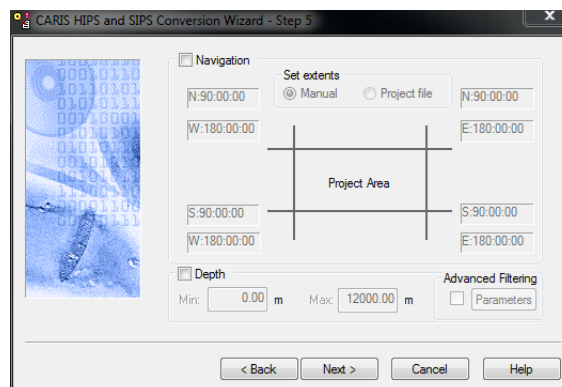 CARIS HIPS and SIPS Conversion Wizard - Step 5
X
Navigation
Set extents
Manual Project file
N:90:00:00 N:90:00:00
W:180:00:00 E:180:00:00
Project Area
S:90:00:00 S:90:00:00
W:180:00:00 E:180:00:00
Depth
Min: 0.00 m Max: 12000.00 m
Advanced Filtering
Parameters
< Back Next > Cancel Help